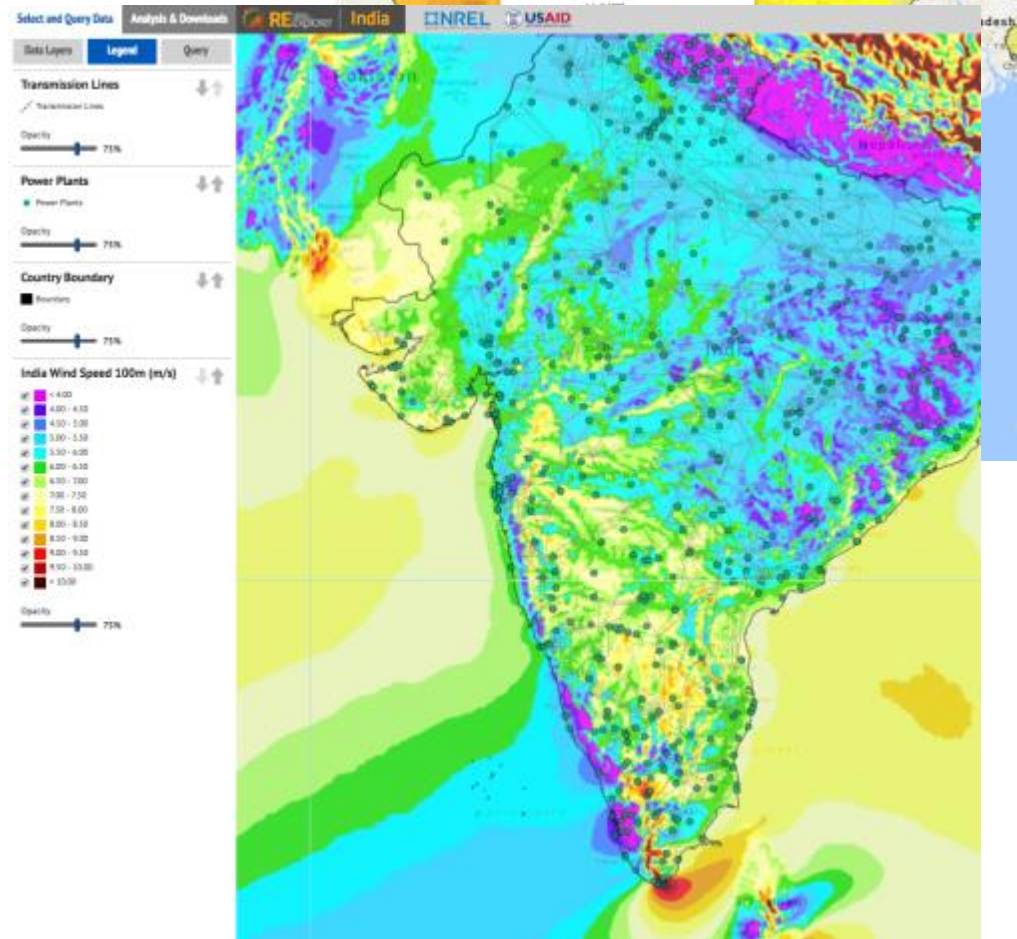 Select and Query Data
Analysis & Downloads
RE
India
NREL
USAID
Data Layers
Legend
Query
Transmission Lines
Transmission Lines
Opacity
75%
Power Plants
Power Plants
Opacity
75%
Country Boundary
Boundary
Opacity
75%
India Wind Speed 100m (m/s)
< 4.00
4.00 - 4.50
4.50 - 5.00
5.00 - 5.50
5.50 - 6.00
6.00 - 6.50
6.50 - 7.00
7.00 - 7.50
7.50 - 8.00
8.00 - 8.50
8.50 - 9.00
9.00 - 9.50
9.50 - 10.00
> 10.00
Opacity
75%